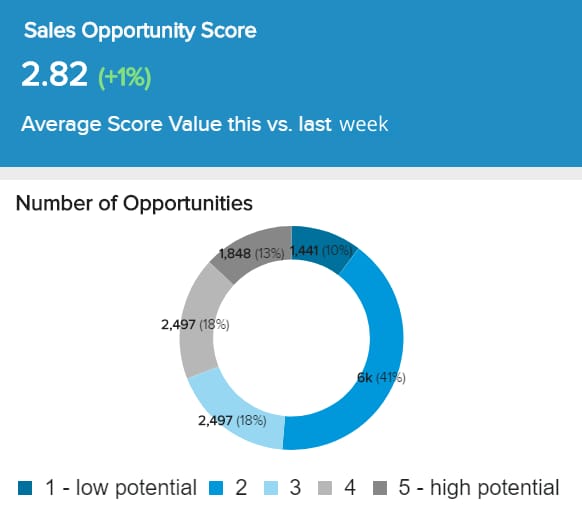 Sales Opportunity Score
2.82 (+1%)
Average Score Value this vs. last week
Number of Opportunities
1,848 (13%) 1,441 (10%)
2,497 (18%)
6k (41%)
2,497 (18%)
1 - low potential 2 3 4 5 - high potential